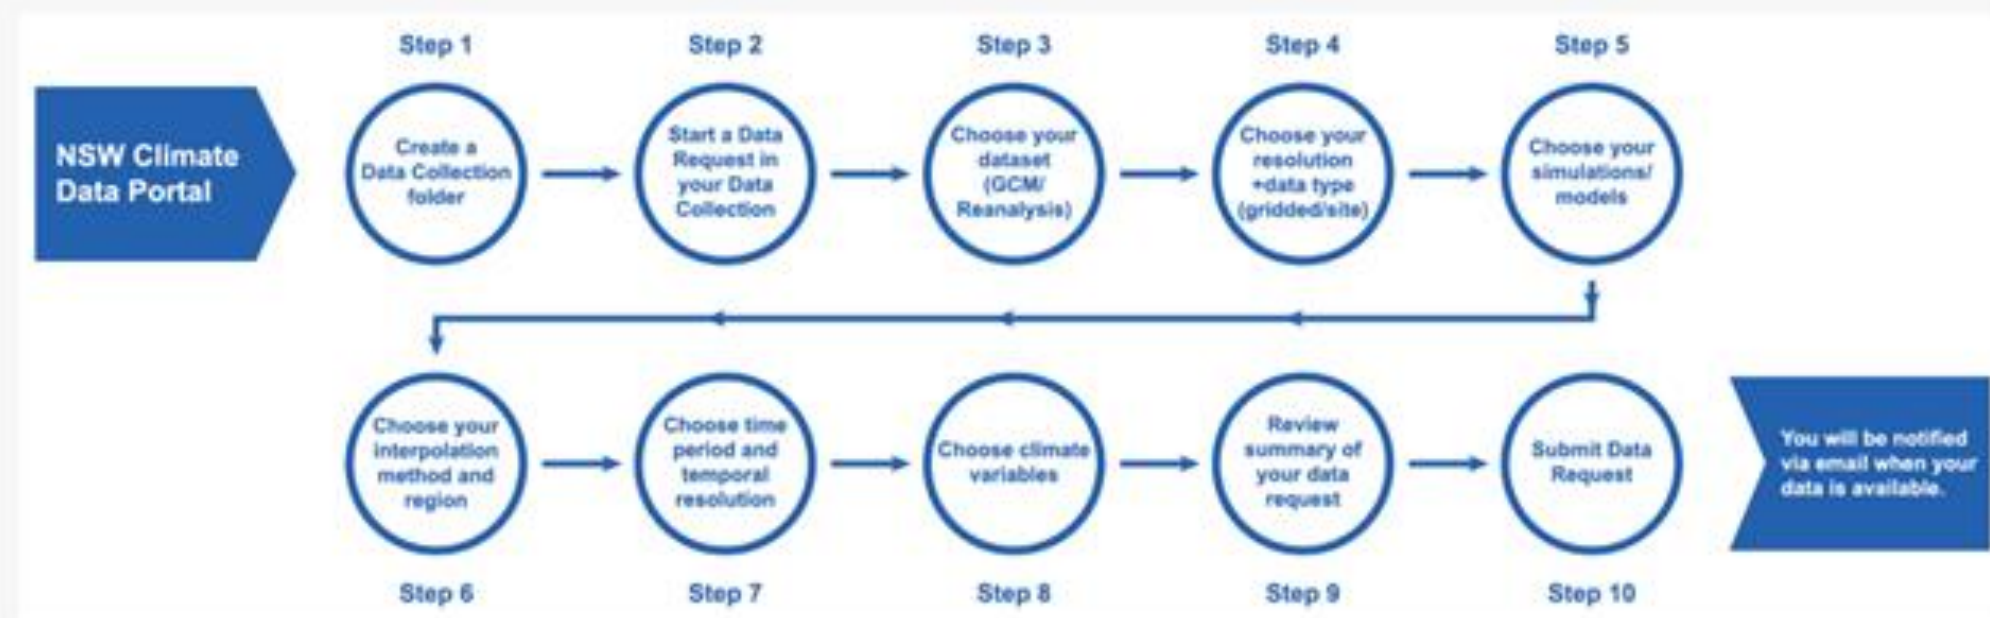 Step 1
Step 2
Step 3
Step 4
Step 5
NSW Climate
Data Portal
Create a
Data Collection
folder
Start a Data
Request in
your Data
Collection
Choose your
dataset
(GCM/
Reanalysis)
Choose your
resolution
+data type
(gridded/site)
Choose your
simulations/
models
Choose your
interpolation
method and
region
Choose time
period and
temporal
resolution
Choose climate
variables
Review
summary of
your data
request
Submit Data
Request
You will be notified
via email when your
data is available.
Step 6
Step 7
Step 8
Step 9
Step 10